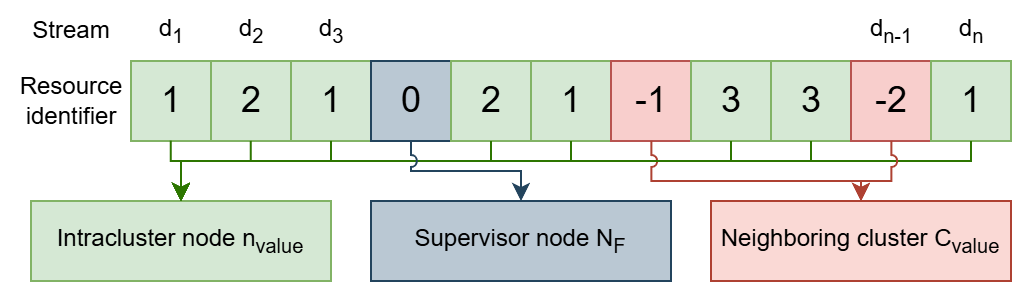 Stream d1 d2 d3 dn-1 dn
Resource
identifier
1 2 1 0 2 1 -1 3 3 -2 1
Intracluster node nvalue
Supervisor node NF
Neighboring cluster Cvalue